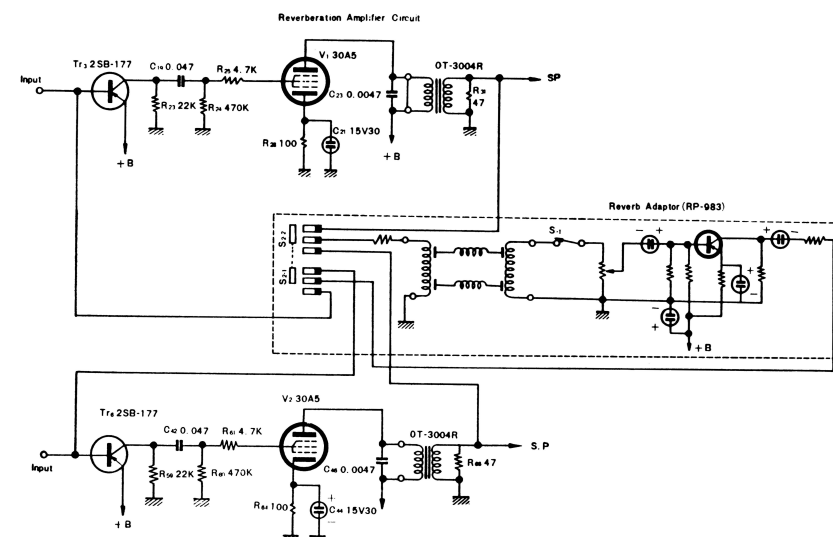 Reverberation Amplifier Circuit
V1 30A5
OT-3004R
Tr3 2SB-177
C19 0.047
R25 4.7K
Input
SP
C23 0.0047
R31
47
R23 22K
R24 470K
C21 15V30
R28 100
+B
+B
Reverb Adaptor (RP-983)
S2-2
S2-1
S-1
+B
V2 30A5
Tr6 2SB-177
C42 0.047
R61 4.7K
OT-3004R
S.P
Input
C46 0.0047
R68 47
R59 22K
R60 470K
R64 100
C44 15V30
+B